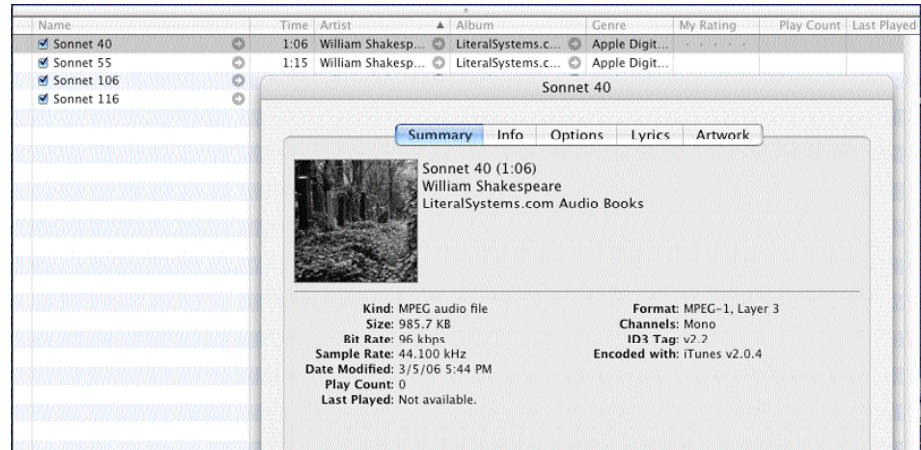 Name Time Artist Album Genre My Rating Play Count Last Played
Sonnet 40 1:06 William Shakesp... LiteralSystems.c... Apple Digit...
Sonnet 55 1:15 William Shakesp... LiteralSystems.c... Apple Digit...
Sonnet 106
Sonnet 116
Sonnet 40
Summary Info Options Lyrics Artwork
Sonnet 40 (1:06)
William Shakespeare
LiteralSystems.com Audio Books
Kind: MPEG audio file Format: MPEG-1, Layer 3
Size: 985.7 KB Channels: Mono
Bit Rate: 96 kbps ID3 Tag: v2.2
Sample Rate: 44.100 kHz Encoded with: iTunes v2.0.4
Date Modified: 3/5/06 5:44 PM
Play Count: 0
Last Played: Not available.